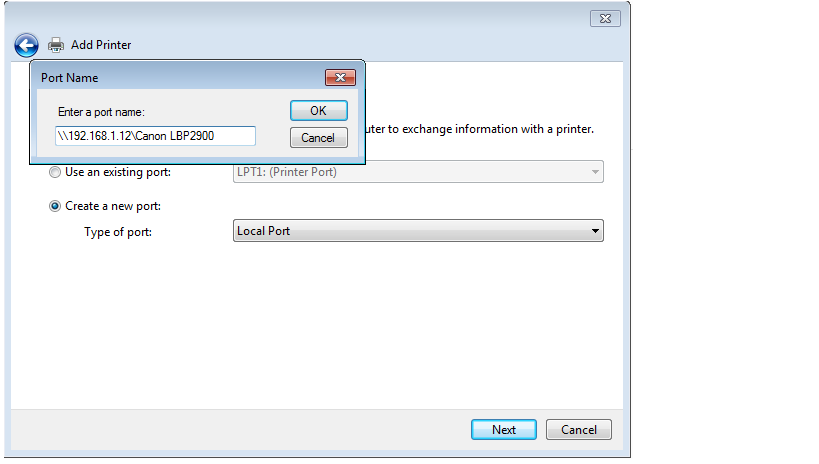 Add Printer
Port Name
Enter a port name:
OK
\\192.168.1.12\Canon LBP2900
Cancel
uter to exchange information with a printer.
Use an existing port:
LPT1: (Printer Port)
Create a new port:
Type of port:
Local Port
Next
Cancel